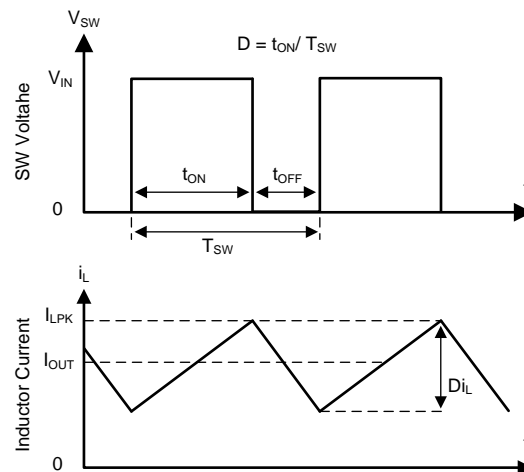 V_SW
D = t_ON/ T_SW
V_IN
SW Voltahe
t_ON
t_OFF
0
T_SW
i_L
I_LPK
I_OUT
Inductor Current
Di_L
0